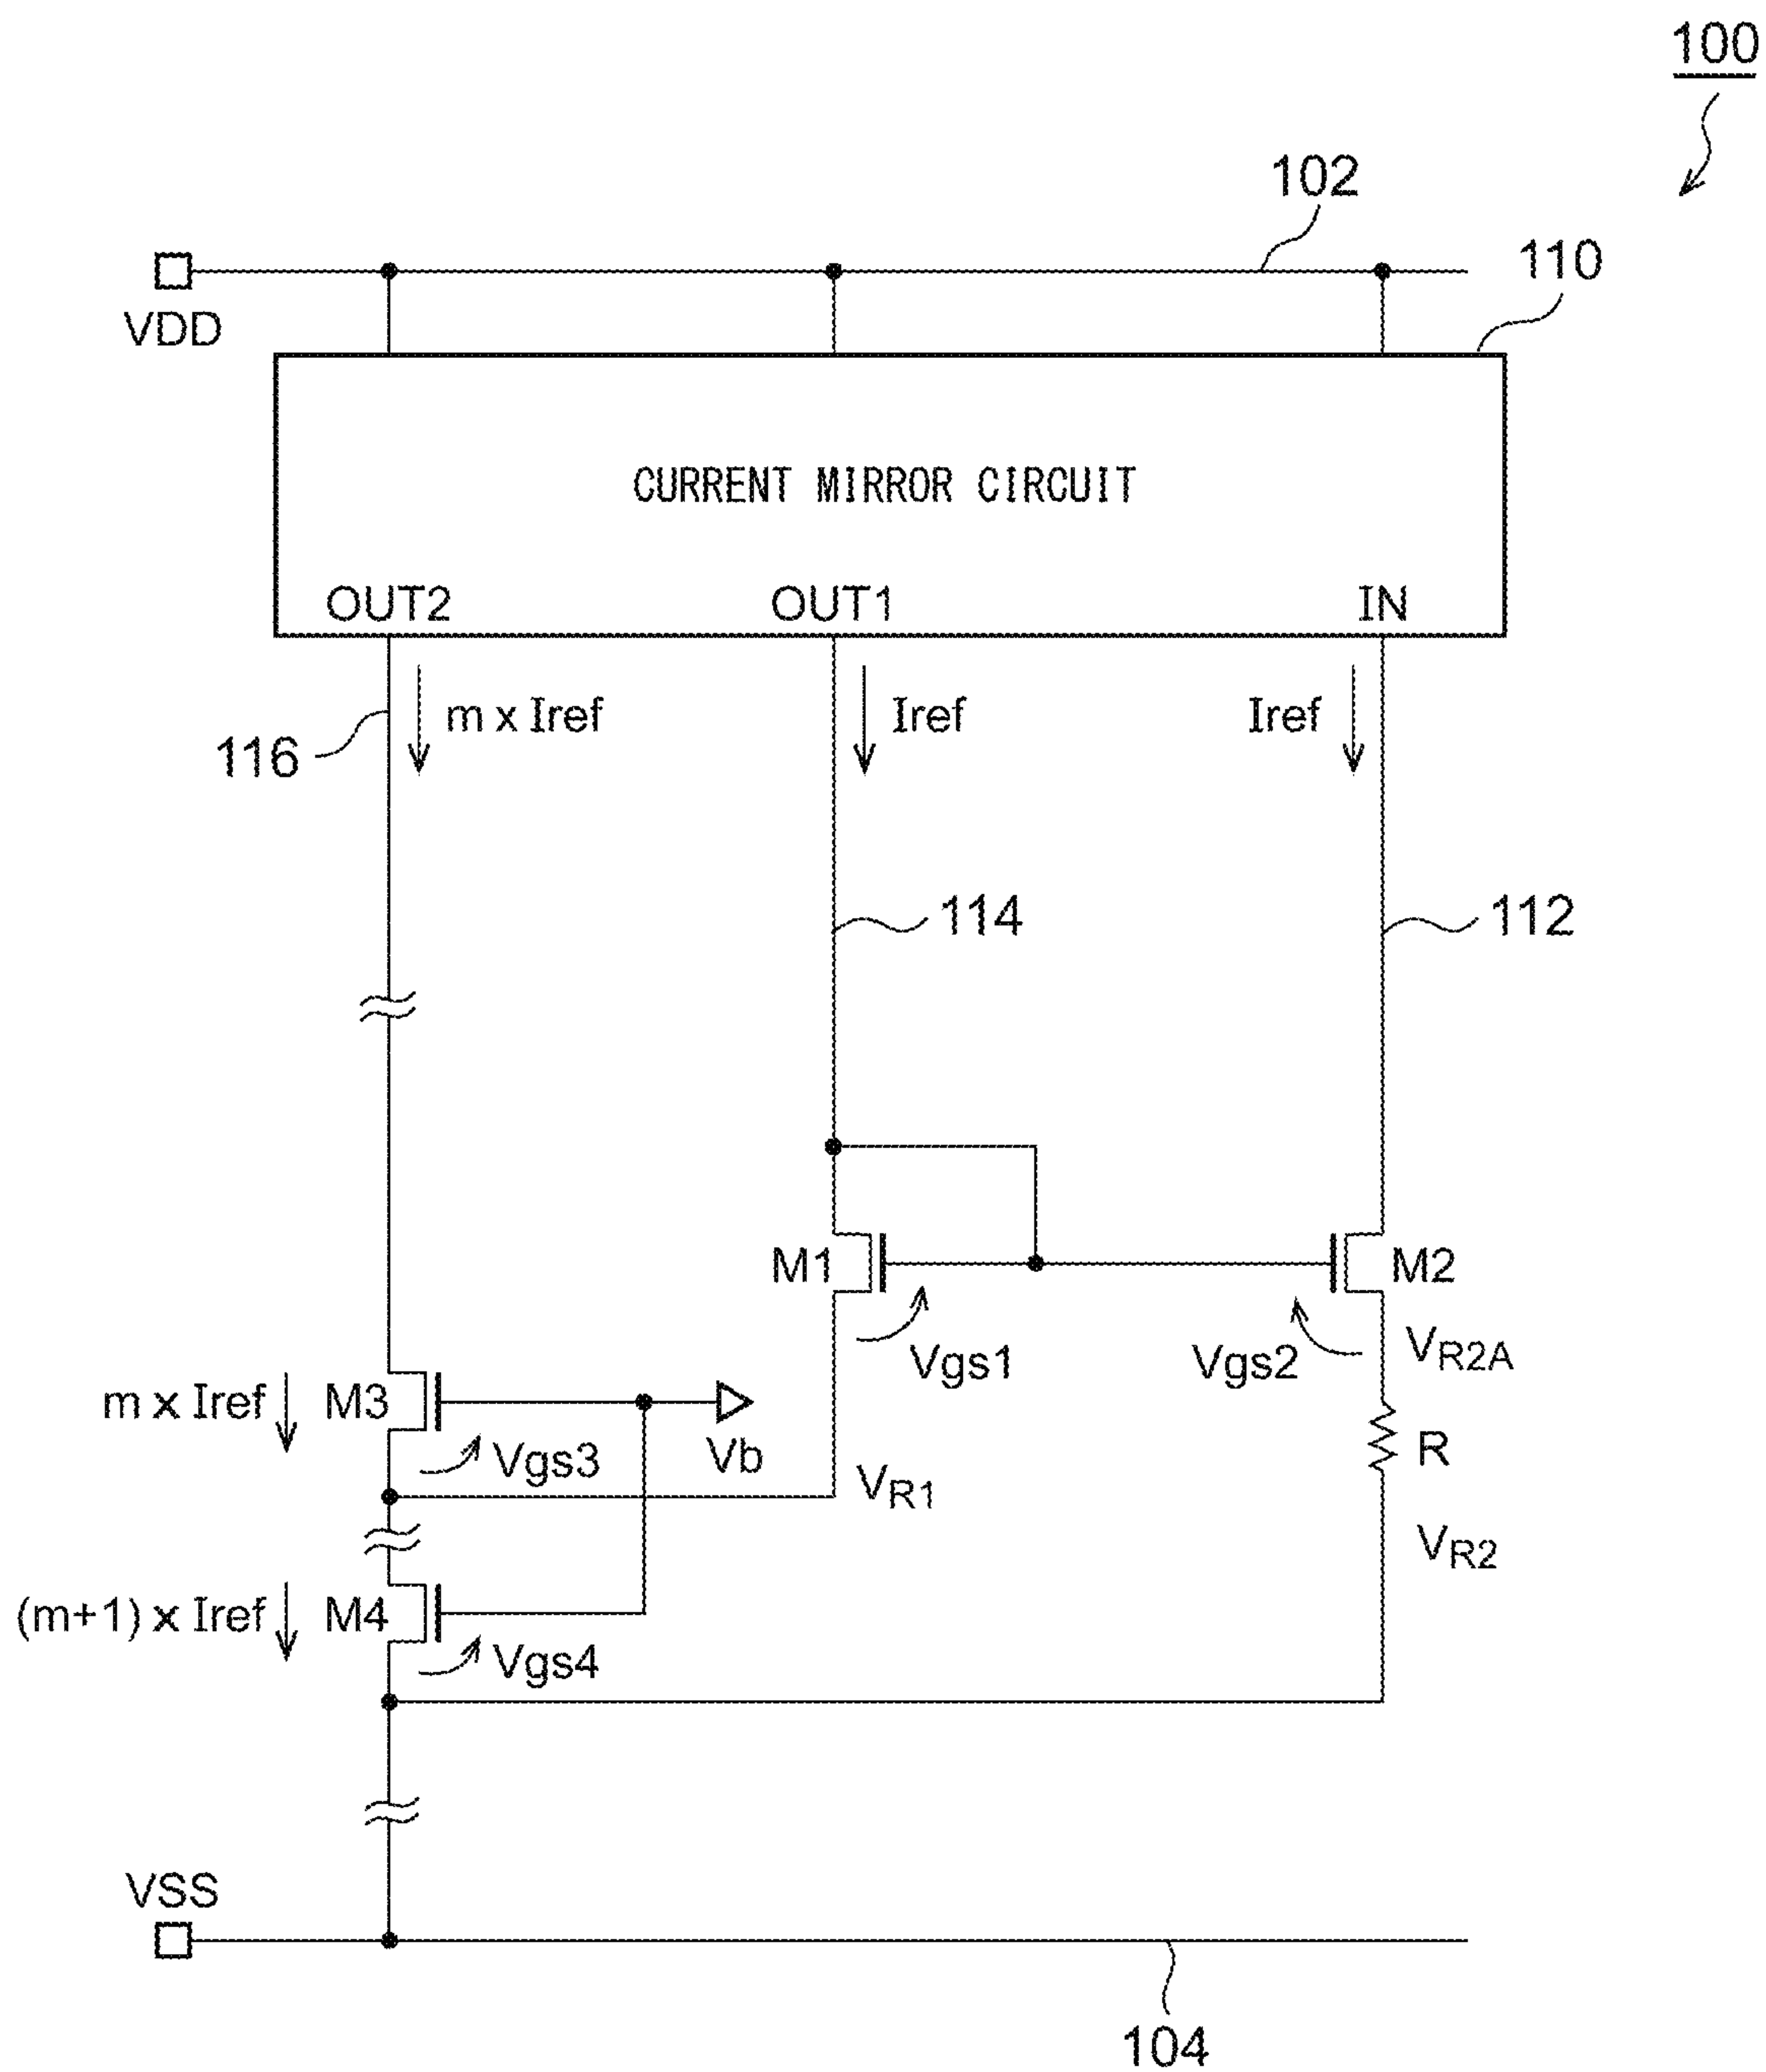 100
102
110
VDD
CURRENT MIRROR CIRCUIT
OUT2 OUT1 IN
m x Iref Iref Iref
116
114 112
M1 M2
Vgs1 Vgs2 VR2A
m x Iref M3
Vgs3 Vb R
VR1
VR2
(m+1) x Iref M4
Vgs4
VSS
104